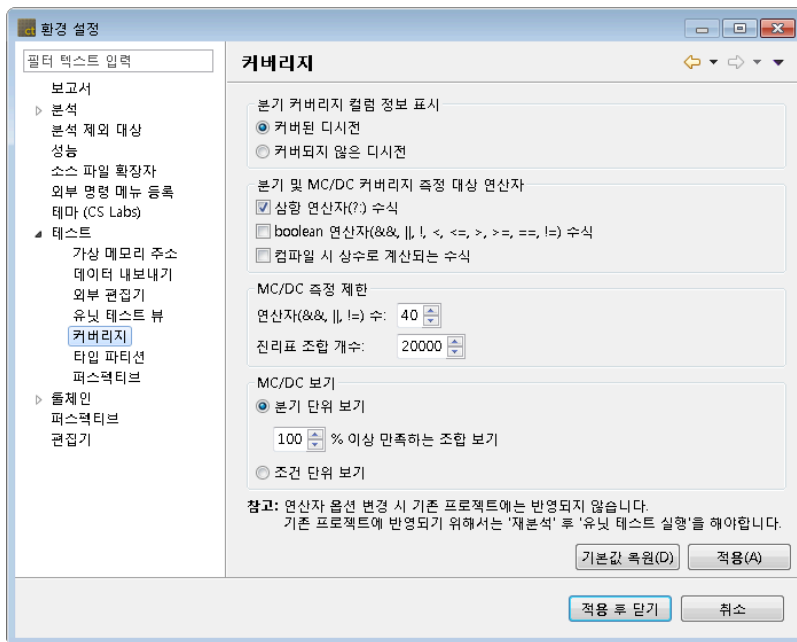 환경 설정
필터 텍스트 입력
보고서
분석
분석 제외 대상
성능
소스 파일 확장자
외부 명령 메뉴 등록
테마 (CS Labs)
테스트
가상 메모리 주소
데이터 내보내기
외부 편집기
유닛 테스트 뷰
커버리지
타입 파티션
퍼스펙티브
툴체인
퍼스펙티브
편집기
커버리지
분기 커버리지 컬럼 정보 표시
커버된 디시전
커버되지 않은 디시전
분기 및 MC/DC 커버리지 측정 대상 연산자
삼항 연산자(?:) 수식
boolean 연산자(&&, ||, !, <, <=, >, >=, ==, !=) 수식
컴파일 시 상수로 계산되는 수식
MC/DC 측정 제한
연산자(&&, ||, !=) 수: 40
진리표 조합 개수: 20000
MC/DC 보기
분기 단위 보기
100 % 이상 만족하는 조합 보기
조건 단위 보기
참고: 연산자 옵션 변경 시 기존 프로젝트에는 반영되지 않습니다.
기존 프로젝트에 반영되기 위해서는 '재분석' 후 '유닛 테스트 실행'을 해야합니다.
기본값 복원(D) 적용(A)
적용 후 닫기 취소